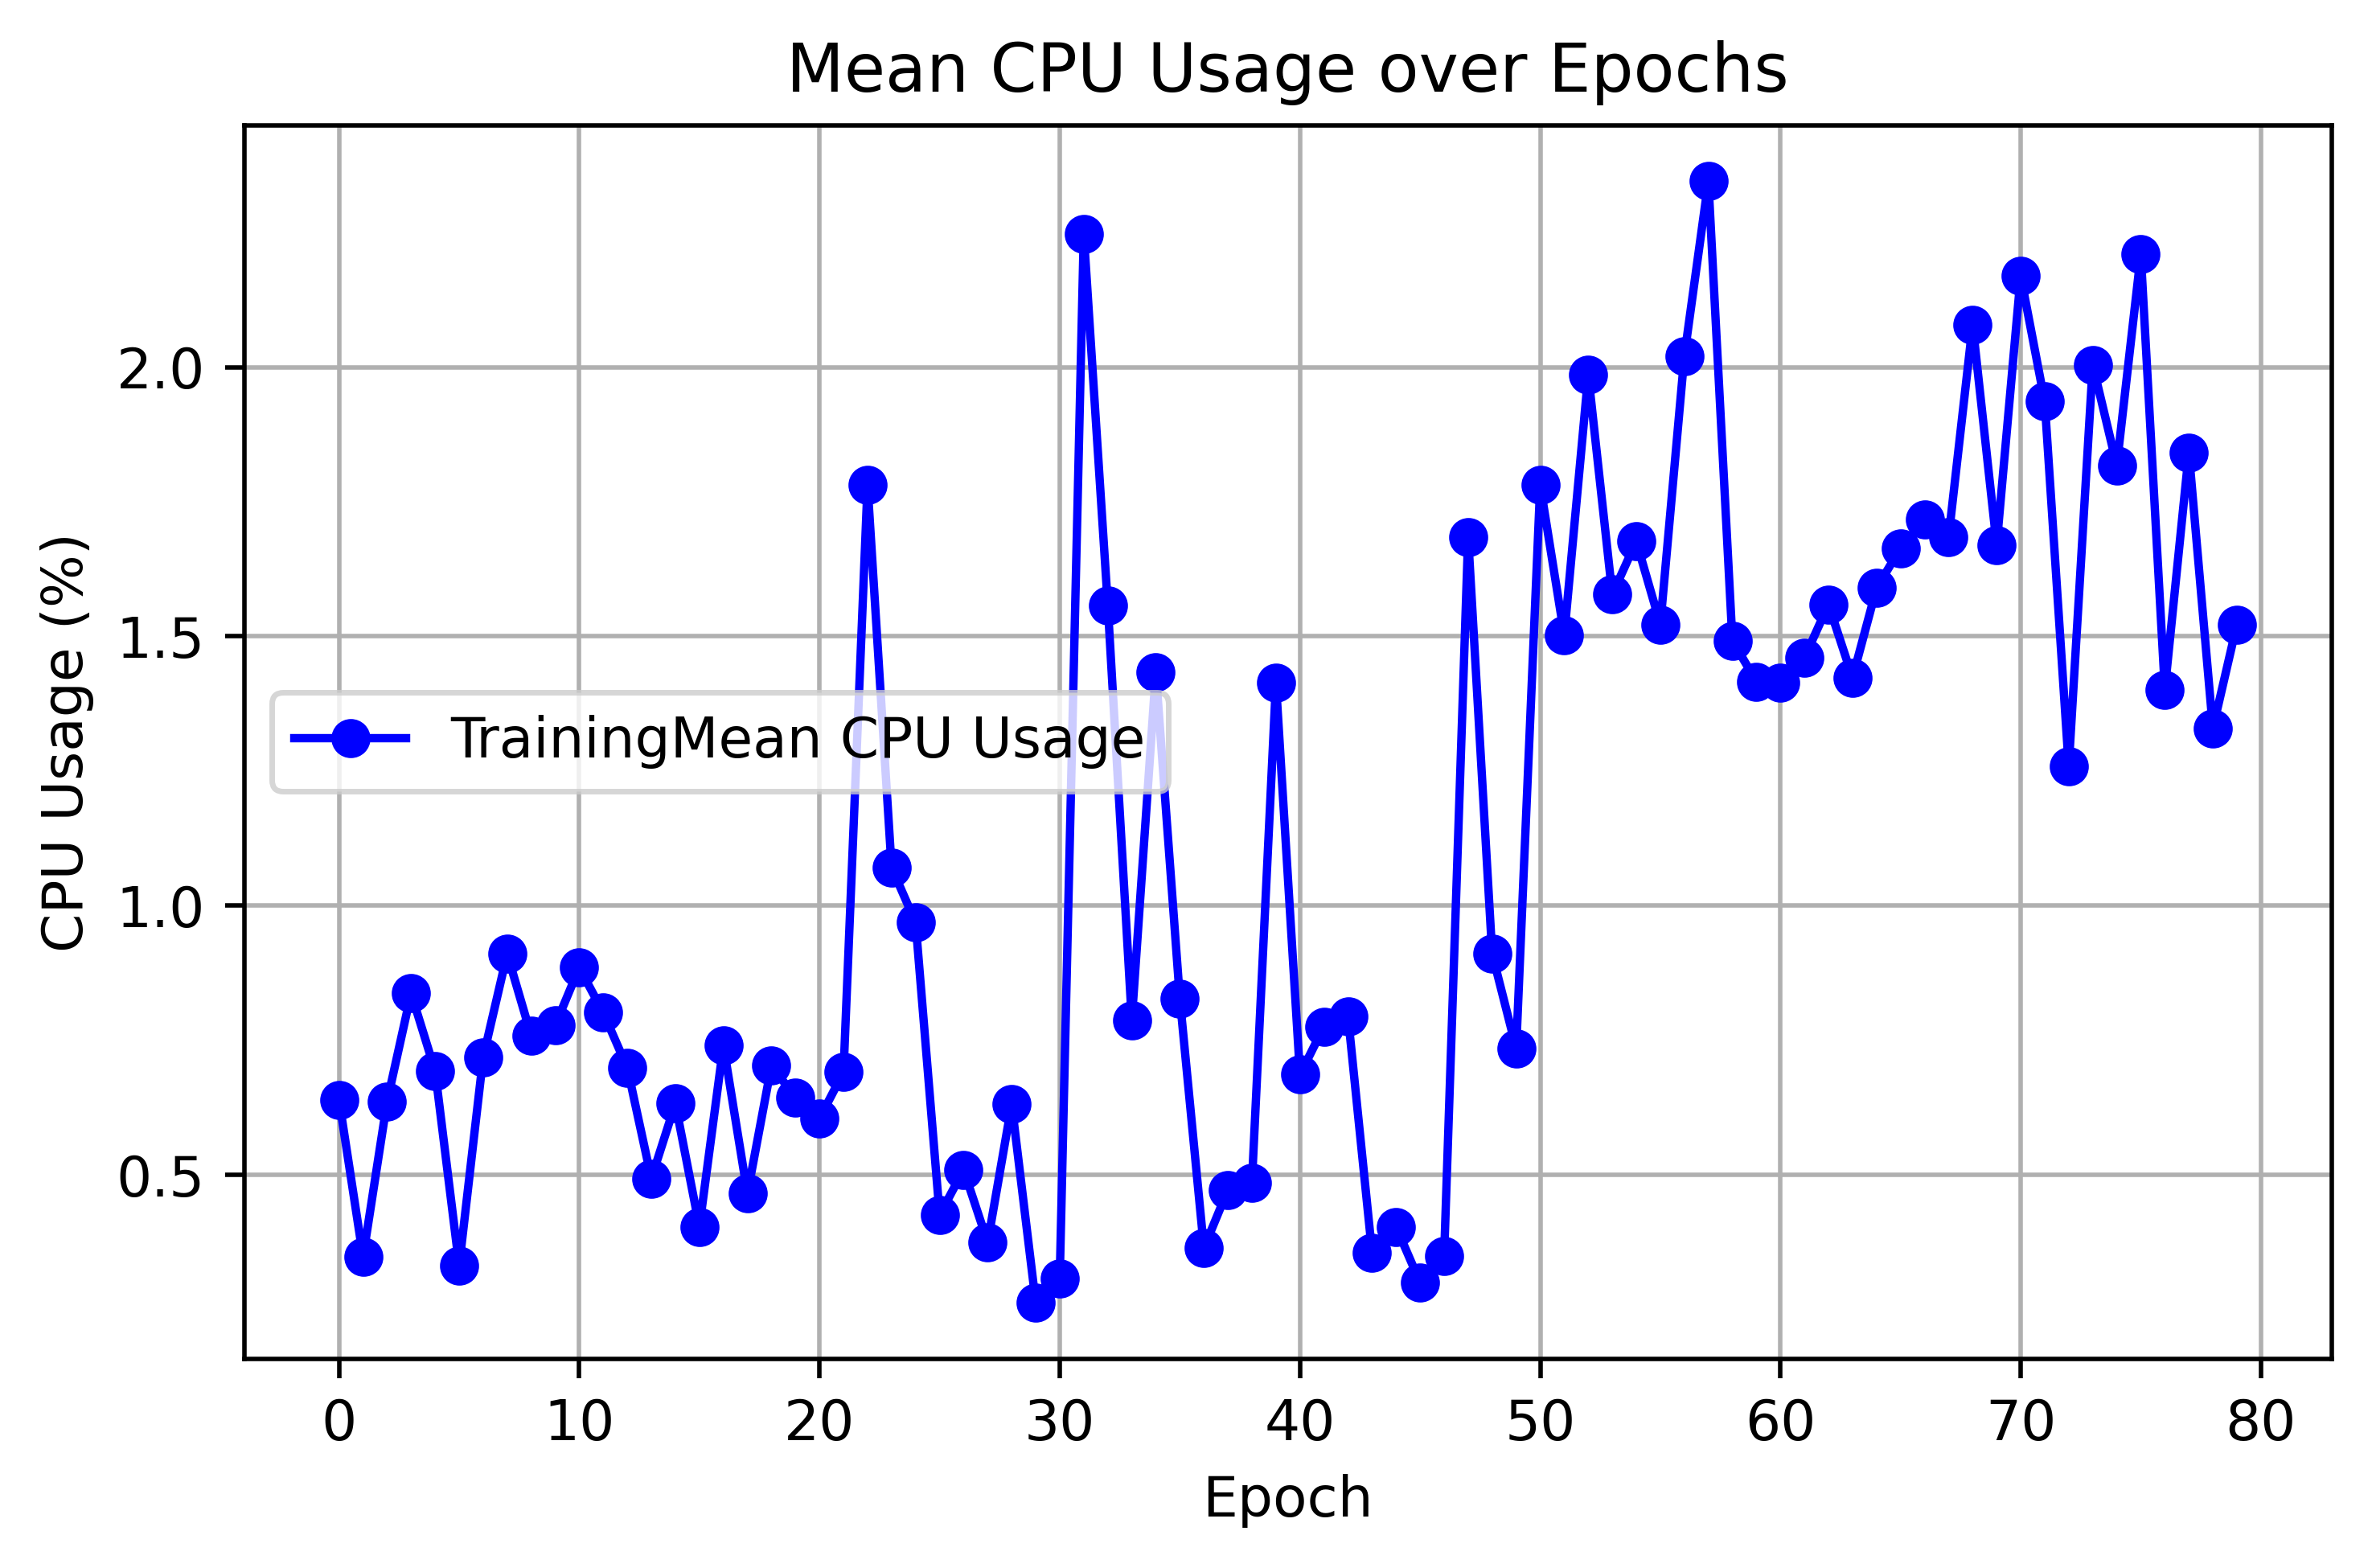 Mean CPU Usage over Epochs
CPU Usage (%)
2.0
1.5
1.0
0.5
TrainingMean CPU Usage
0 10 20 30 40 50 60 70 80
Epoch